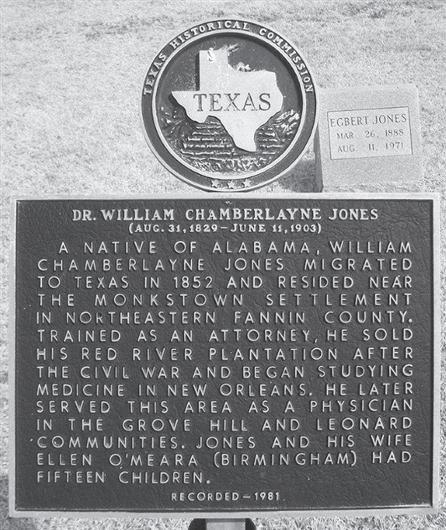 TEXAS HISTORICAL COMMISSION
TEXAS
EGBERT JONES
MAR. 26, 1888
AUG. 11, 1971
DR. WILLIAM CHAMBERLAYNE JONES
(AUG. 31, 1829 – JUNE 11, 1903)
A NATIVE OF ALABAMA, WILLIAM
CHAMBERLAYNE JONES MIGRATED
TO TEXAS IN 1852 AND RESIDED NEAR
THE MONKSTOWN SETTLEMENT
IN NORTHEASTERN FANNIN COUNTY.
TRAINED AS AN ATTORNEY, HE SOLD
HIS RED RIVER PLANTATION AFTER
THE CIVIL WAR AND BEGAN STUDYING
MEDICINE IN NEW ORLEANS. HE LATER
SERVED THIS AREA AS A PHYSICIAN
IN THE GROVE HILL AND LEONARD
COMMUNITIES. JONES AND HIS WIFE
ELLEN O'MEARA (BIRMINGHAM) HAD
FIFTEEN CHILDREN.
RECORDED – 1981